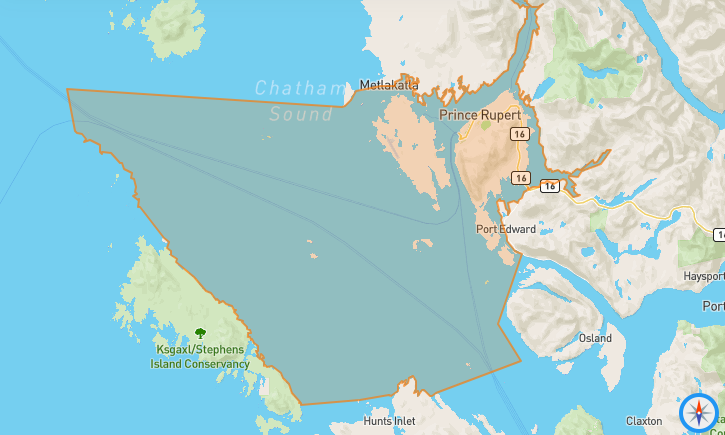 Chatham
Sound
Metlakatla
Prince Rupert
16
16
16
Port Edward
Haysport
Port
Osland
Ksgaxl/Stephens
Island Conservancy
Hunts Inlet
Claxton